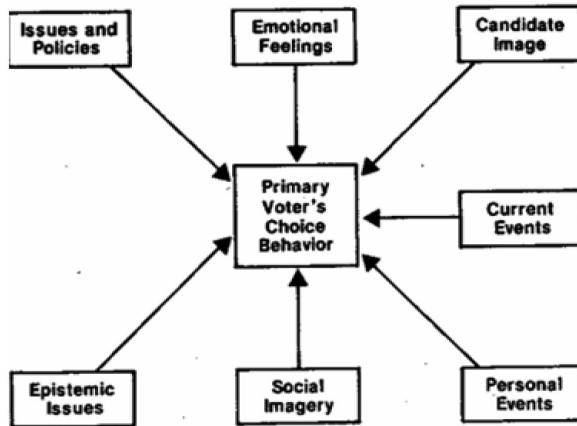 Issues and
Policies
Emotional
Feelings
Candidate
Image
Primary
Voter's
Choice
Behavior
Current
Events
Epistemic
Issues
Social
Imagery
Personal
Events